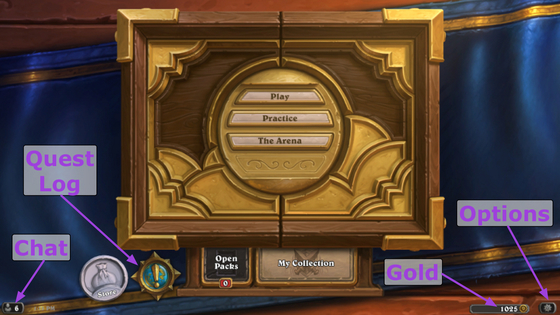 Play
Practice
The Arena
Quest
Log
Chat
Options
Gold
Store
Open
Packs
0
My Collection
6
1025